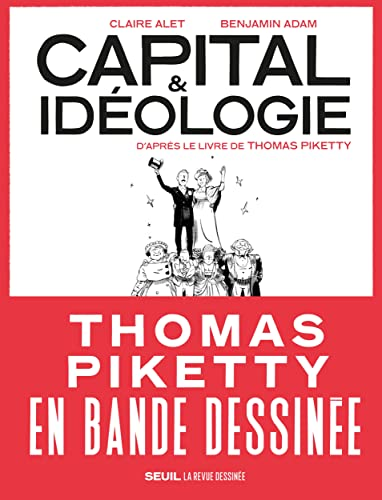 CLAIRE ALET BENJAMIN ADAM
CAPITAL
&
IDÉOLOGIE
D'APRÈS LE LIVRE DE THOMAS PIKETTY
THOMAS
PIKETTY
EN BANDE DESSINÉE
SEUIL LA REVUE DESSINÉE